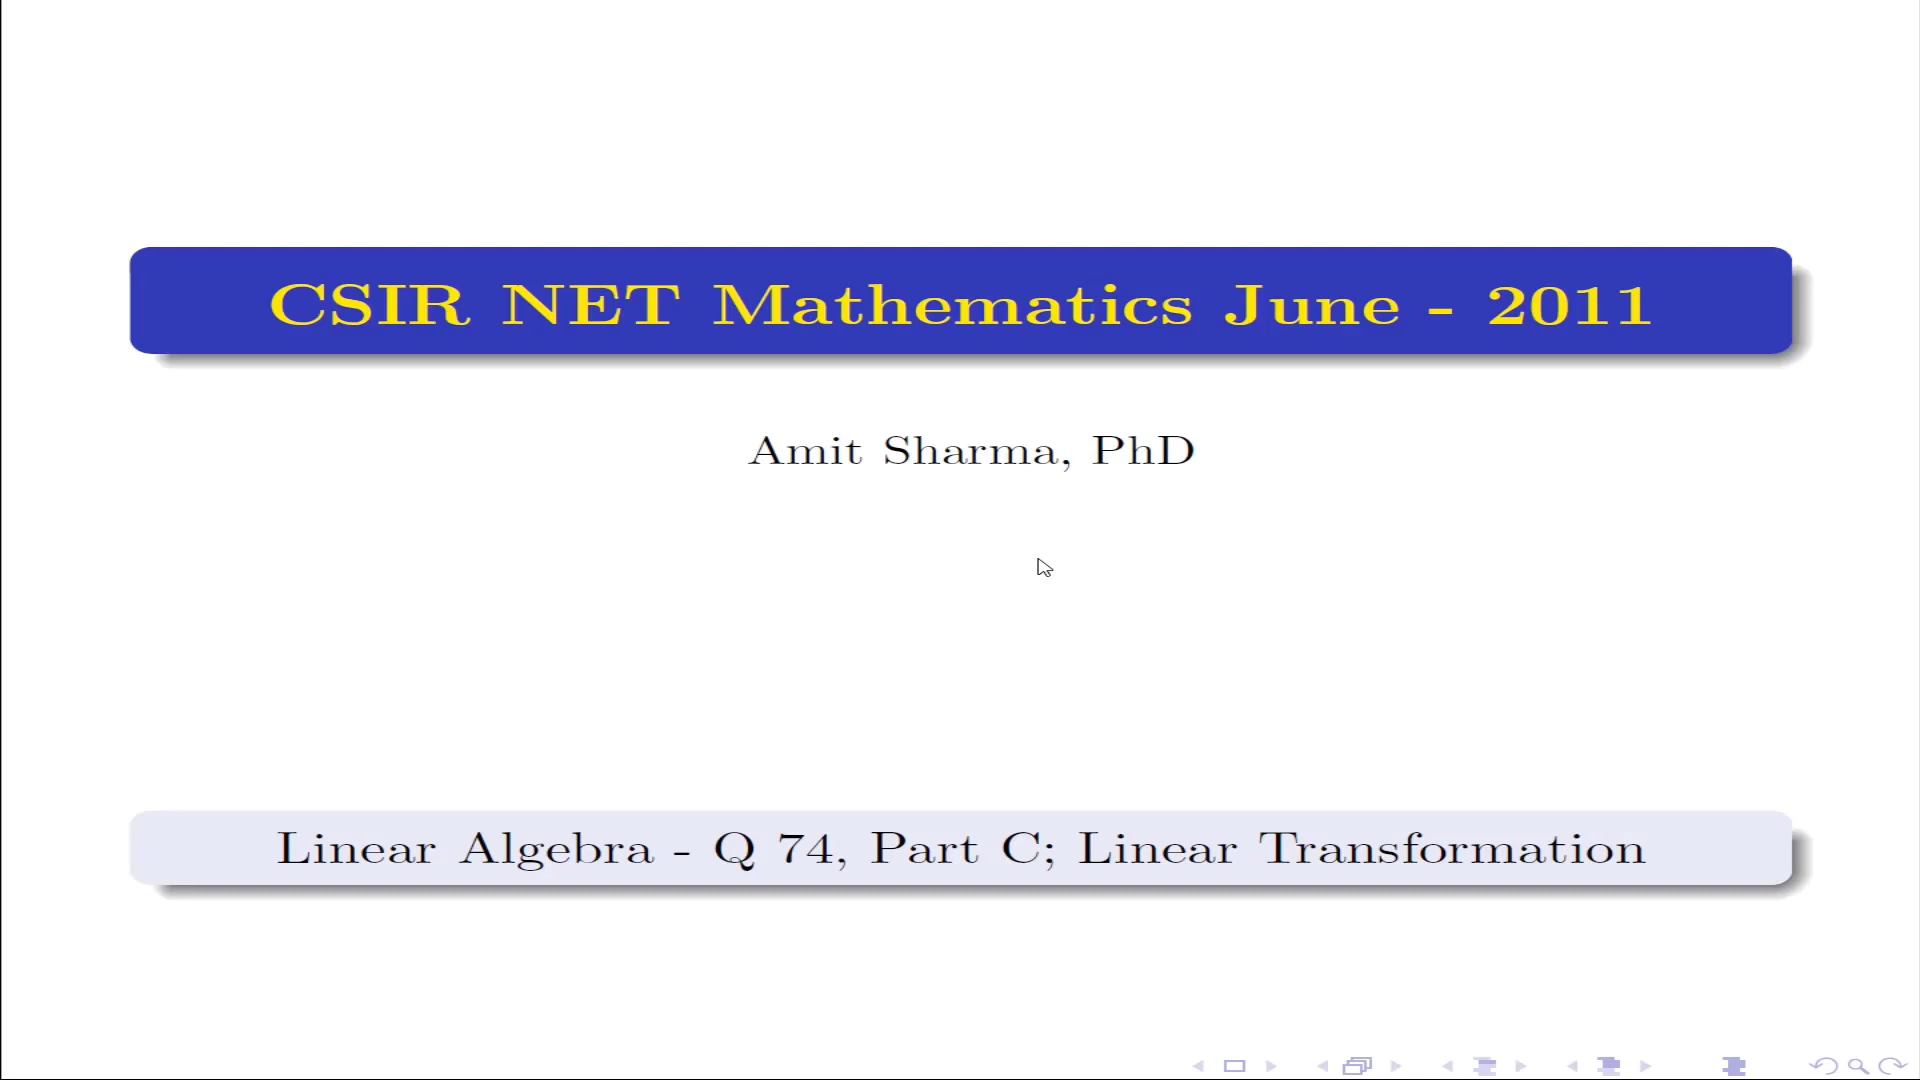 CSIR NET Mathematics June - 2011
Amit Sharma, PhD
Linear Algebra - Q 74, Part C; Linear Transformation